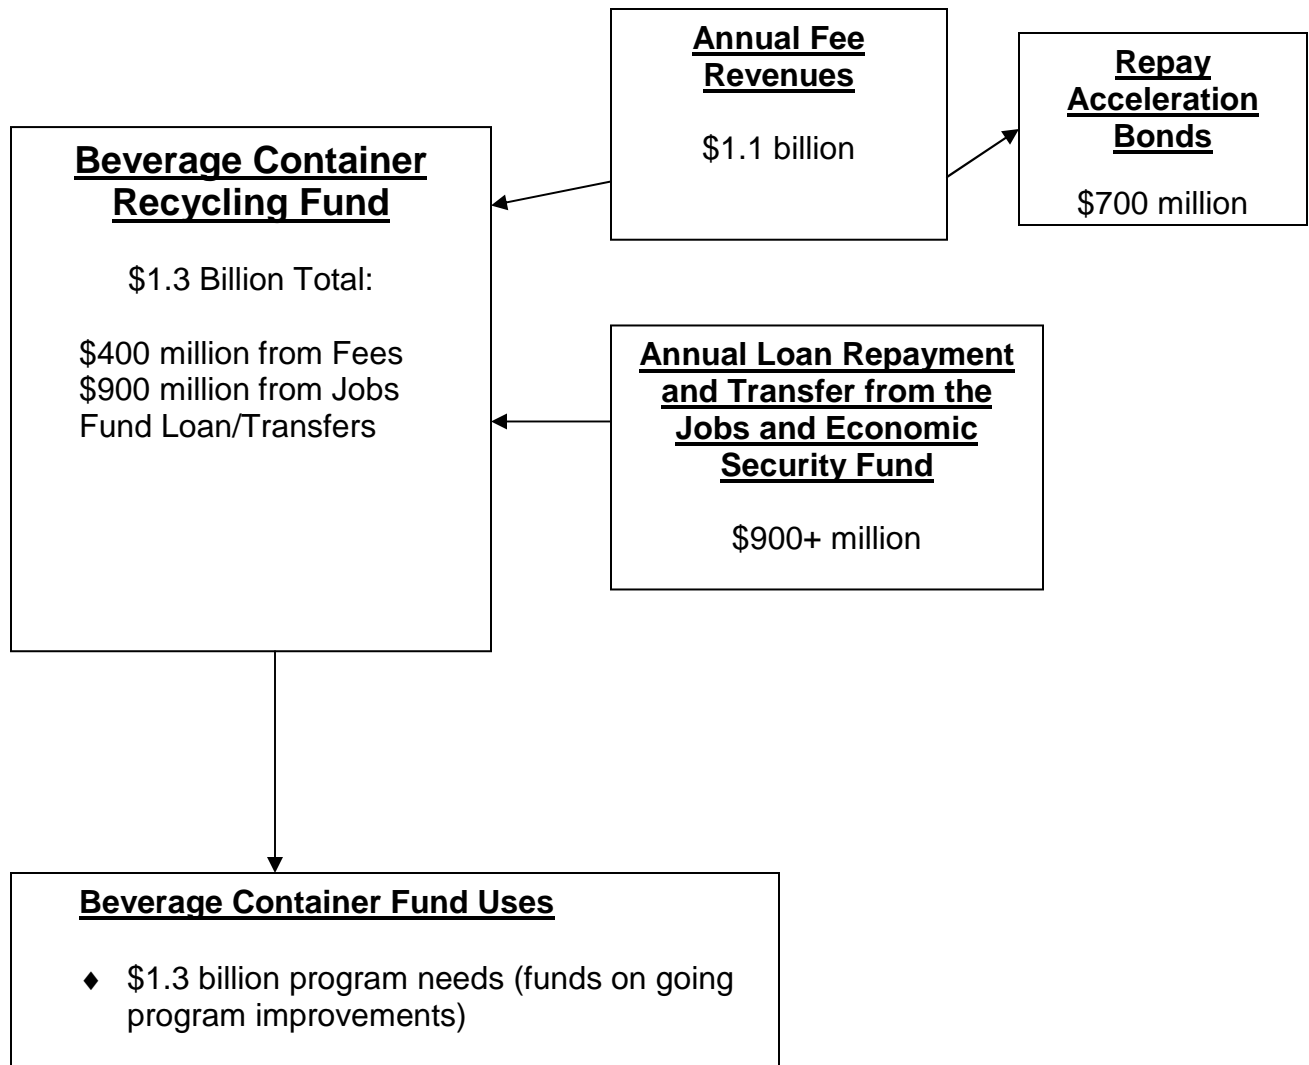 Annual Fee
Revenues
$1.1 billion
Repay
Acceleration
Bonds
$700 million
Beverage Container
Recycling Fund
$1.3 Billion Total:
$400 million from Fees
$900 million from Jobs
Fund Loan/Transfers
Annual Loan Repayment
and Transfer from the
Jobs and Economic
Security Fund
$900+ million
Beverage Container Fund Uses
♦ $1.3 billion program needs (funds on going
program improvements)